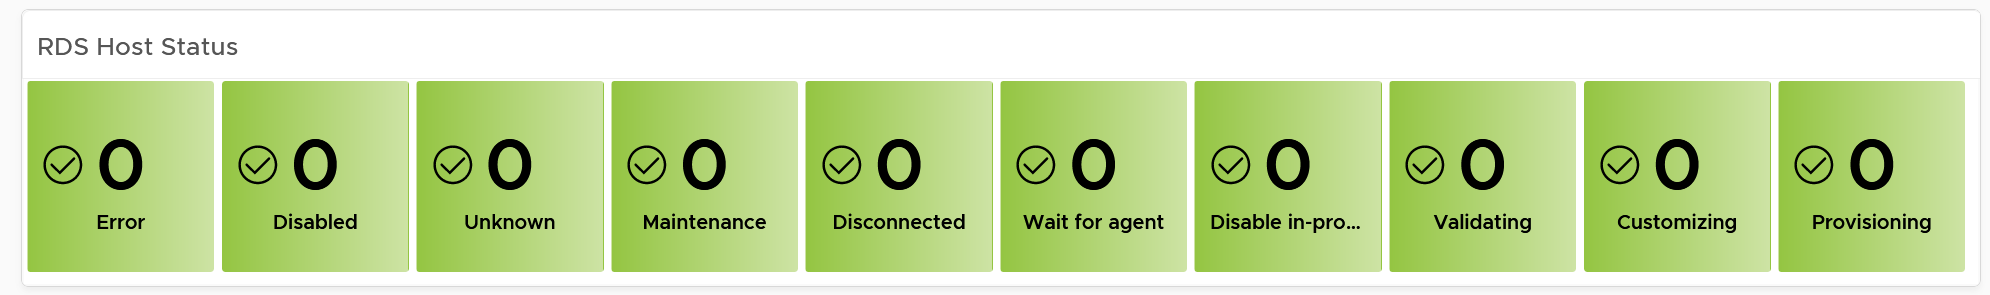 RDS Host Status
0 0 0 0 0 0 0 0 0 0
Error Disabled Unknown Maintenance Disconnected Wait for agent Disable in-pro... Validating Customizing Provisioning